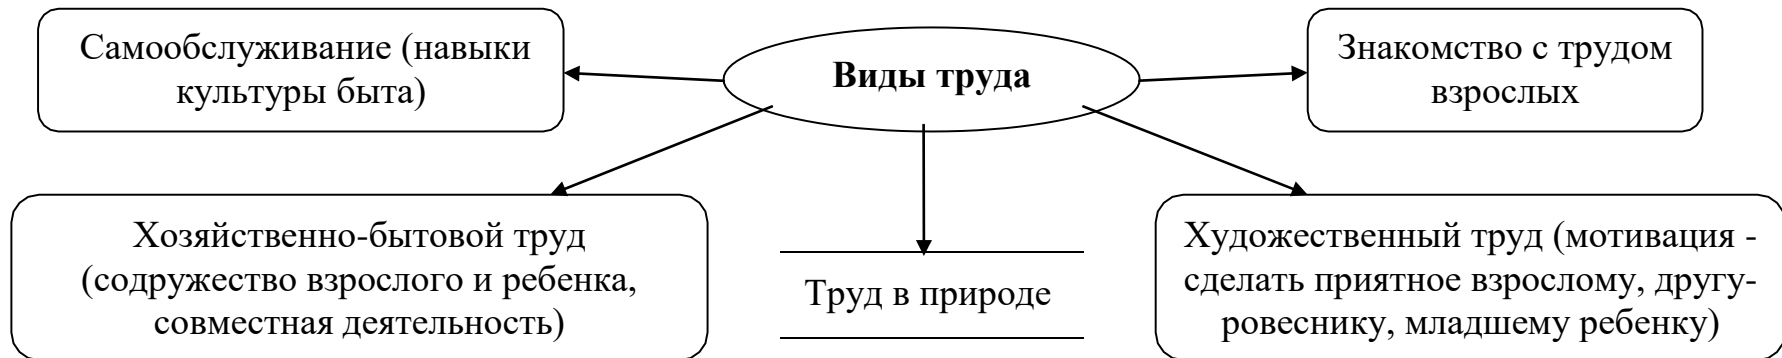 Самообслуживание (навыки
культуры быта)
Виды труда
Знакомство с трудом
взрослых
Хозяйственно-бытовой труд
(содружество взрослого и ребенка,
совместная деятельность)
Труд в природе
Художественный труд (мотивация -
сделать приятное взрослому, другу-
ровеснику, младшему ребенку)